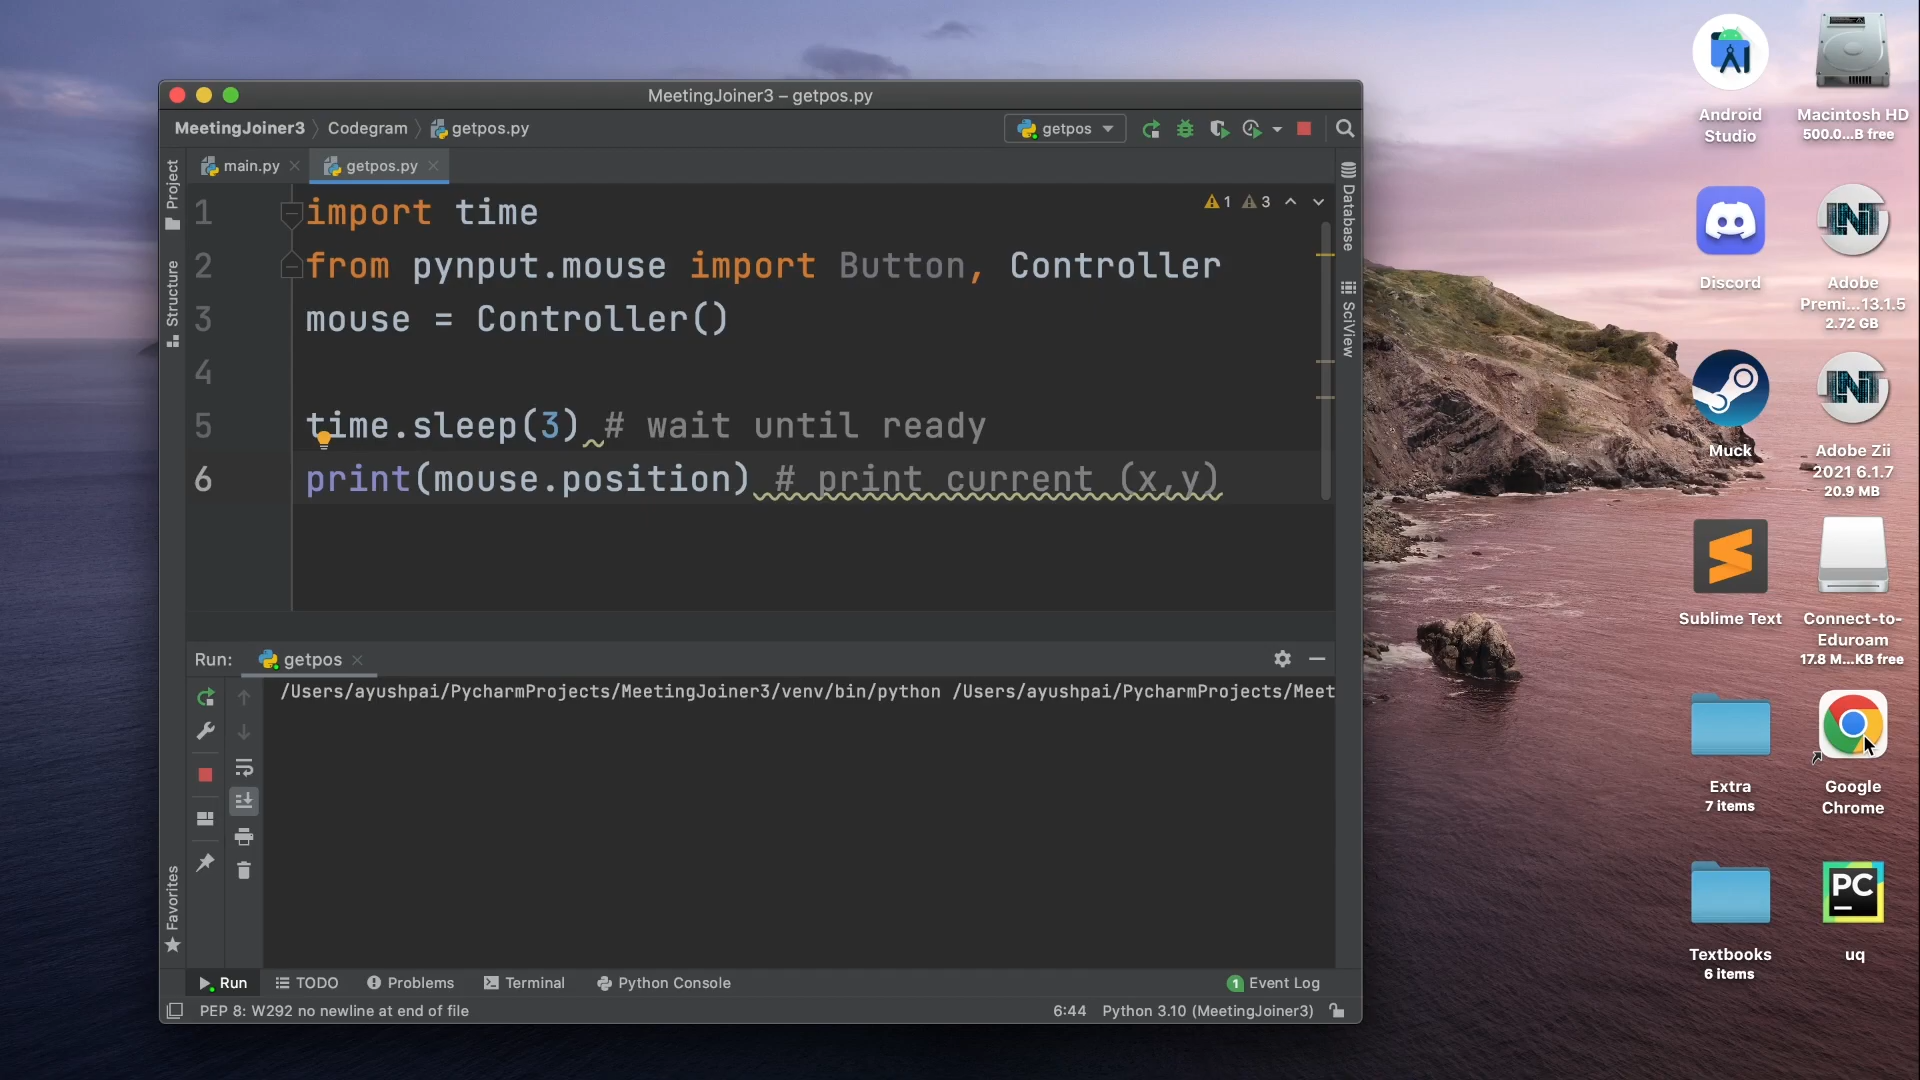 MeetingJoiner3 – getpos.py
MeetingJoiner3 Codegram getpos.py
getpos
main.py
getpos.py
1 3
1 import time
2 from pynput.mouse import Button, Controller
3 mouse = Controller()
4
5 time.sleep(3) # wait until ready
6 print(mouse.position) # print current (x,y)
Project
Structure
Favorites
Database
SciView
Run: getpos
/Users/ayushpai/PycharmProjects/MeetingJoiner3/venv/bin/python /Users/ayushpai/PycharmProjects/Meet
Run TODO Problems Terminal Python Console
1 Event Log
PEP 8: W292 no newline at end of file
6:44 Python 3.10 (MeetingJoiner3)
Android
Studio
Macintosh HD
500.0...B free
Discord
Adobe
Premi...13.1.5
2.72 GB
Muck
Adobe Zii
2021 6.1.7
20.9 MB
Sublime Text
Connect-to-
Eduroam
17.8 M...KB free
Extra
7 items
Google
Chrome
Textbooks
6 items
PC
uq